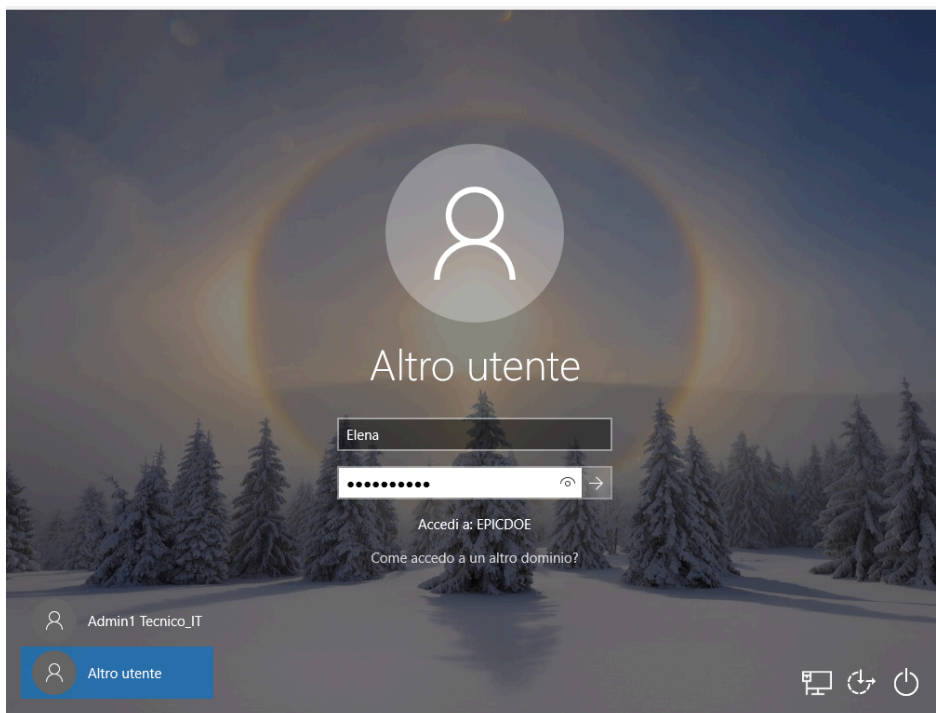 Altro utente
Elena
••••••••••
Accedi a: EPICDOE
Come accedo a un altro dominio?
Admin1 Tecnico_IT
Altro utente